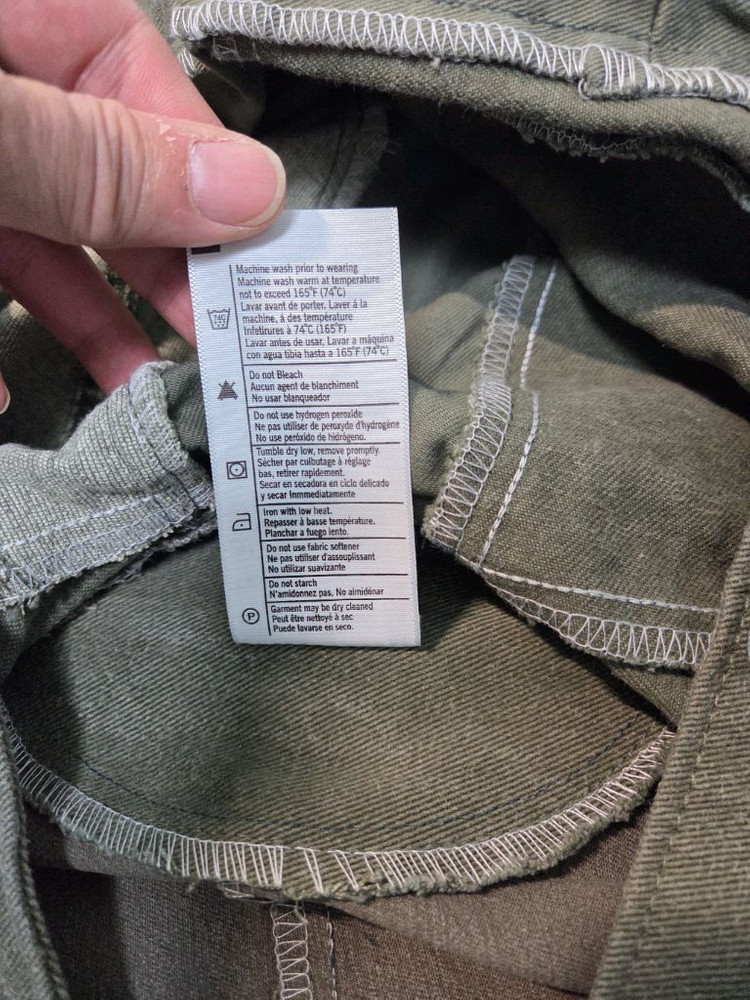 Machine wash prior to wearing
Machine wash warm at temperature
not to exceed 165°F (74°C)
Lavar avant de porter. Laver á la
machine, á des température
Infetirures à 74°C (165°F)
Lavar antes de usar, Lavar a máquina
con agua tibia hasta a 165°F (74°C)
Do not Bleach
Aucun agent de blanchiment
No usar blanqueador
Do not use hydrogen peroxide
Ne pas utiliser de peroxyde d'hydrogène
No use peróxido de hidrógeno.
Tumble dry low, remove promptly.
Sécher par culbutage à réglage
bas, retirer rapidement.
Secar en secadora en ciclo delicado
y secar Inmmediatamente
Iron with low heat.
Repasser à basse température.
Planchar a fuego lento.
Do not use fabric softener
Ne pas utiliser d'assouplissant
No utilizar suavizante
Do not starch
N'amidonnez pas, No almidónar
P
Garment may be dry cleaned
Peut être nettoyé à sec
Puede lavarse en seco.